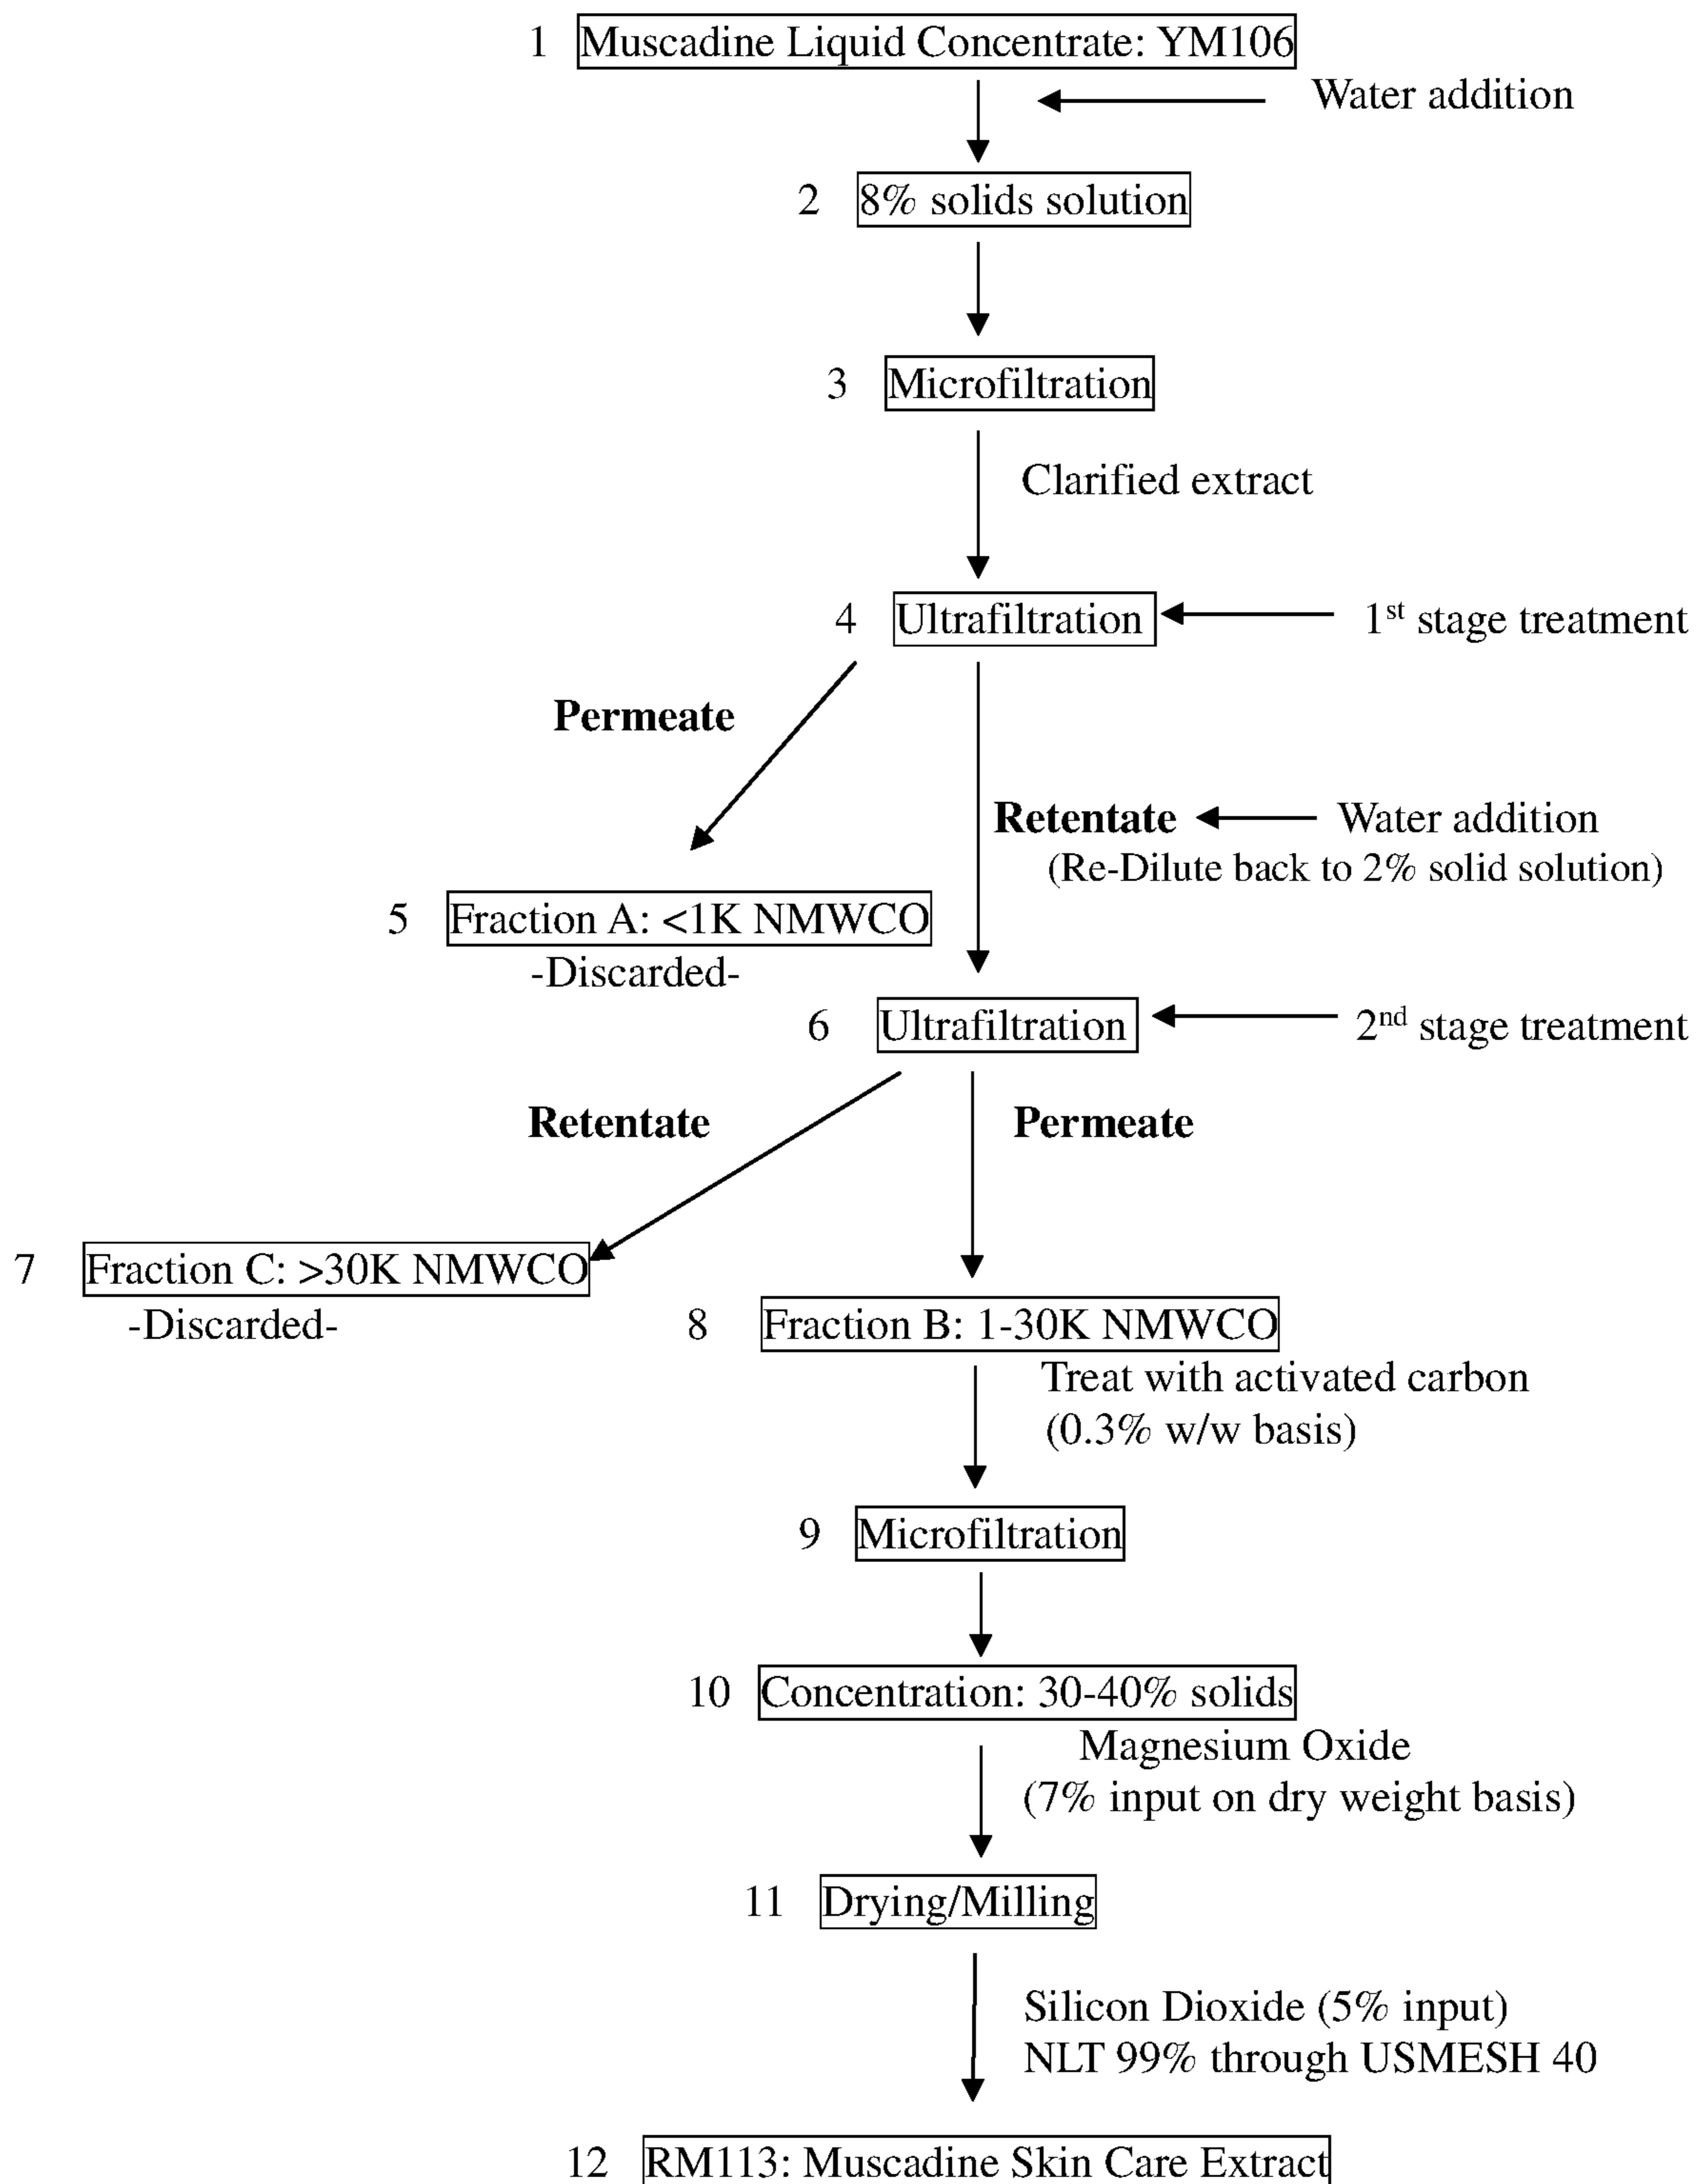 1 Muscadine Liquid Concentrate: YM106
Water addition
2 8% solids solution
3 Microfiltration
Clarified extract
4 Ultrafiltration
1st stage treatment
Permeate
Retentate
Water addition
(Re-Dilute back to 2% solid solution)
5 Fraction A: <1K NMWCO
-Discarded-
6 Ultrafiltration
2nd stage treatment
Retentate
Permeate
7 Fraction C: >30K NMWCO
-Discarded-
8 Fraction B: 1-30K NMWCO
Treat with activated carbon
(0.3% w/w basis)
9 Microfiltration
10 Concentration: 30-40% solids
Magnesium Oxide
(7% input on dry weight basis)
11 Drying/Milling
Silicon Dioxide (5% input)
NLT 99% through USMESH 40
12 RM113: Muscadine Skin Care Extract